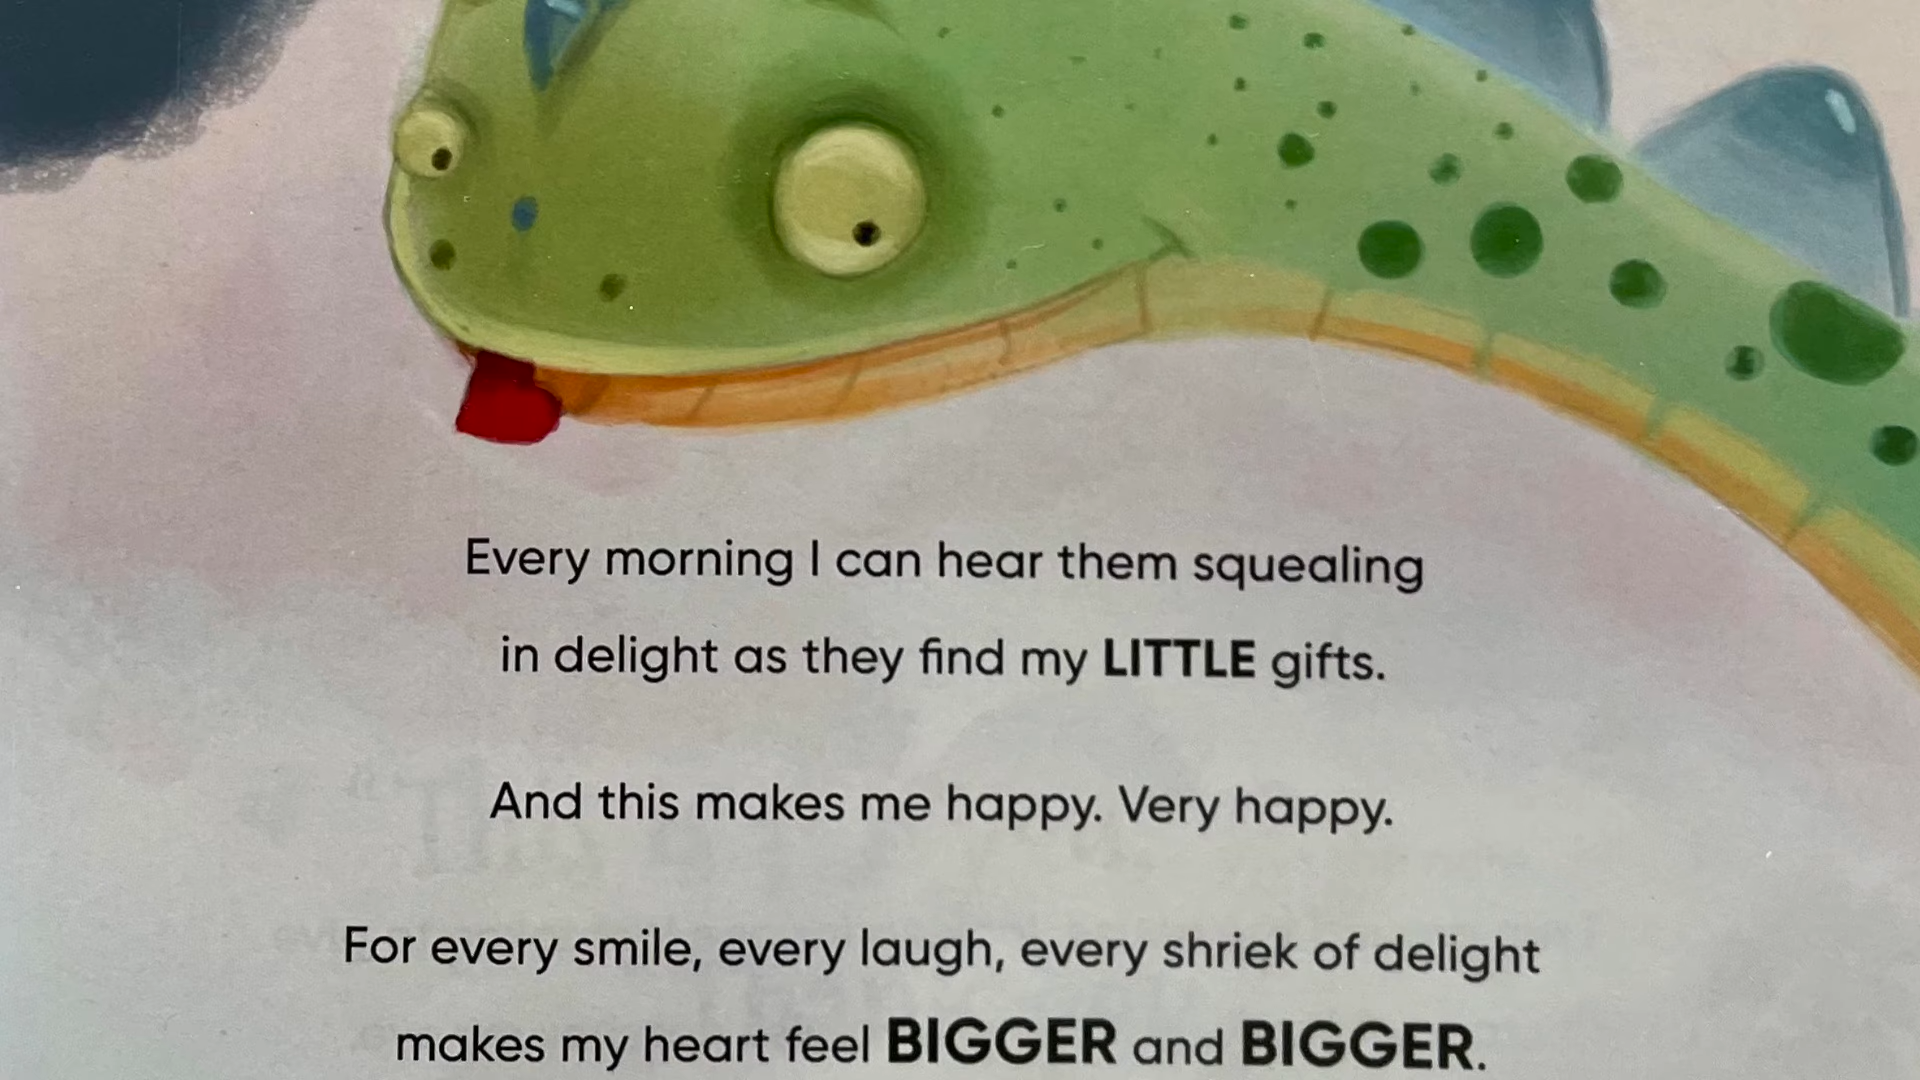 Every morning I can hear them squealing
in delight as they find my LITTLE gifts.
And this makes me happy. Very happy.
For every smile, every laugh, every shriek of delight
makes my heart feel BIGGER and BIGGER.